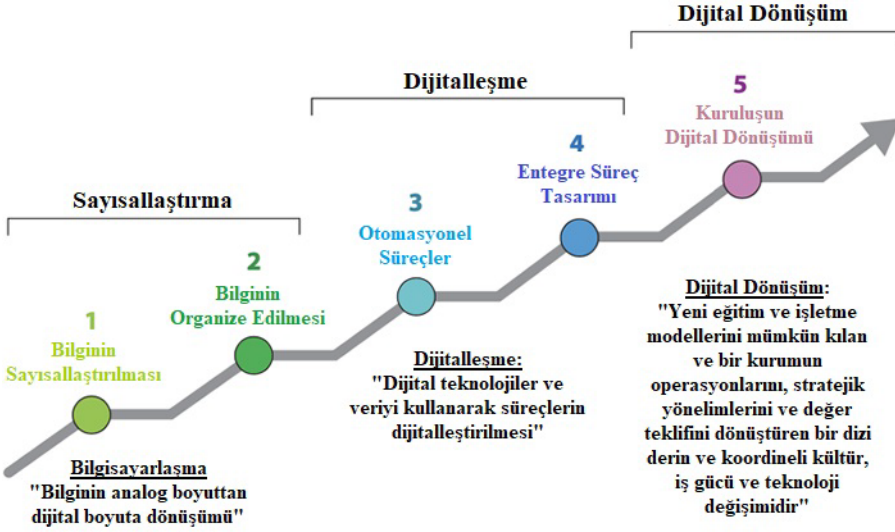 Dijital Dönüşüm
Dijitalleşme
Sayısallaştırma
1
Bilginin
Sayısallaştırılması
2
Bilginin
Organize Edilmesi
3
Otomasyonel
Süreçler
4
Entegre Süreç
Tasarımı
5
Kuruluşun
Dijital Dönüşümü
Bilgisayarlaşma
"Bilginin analog boyuttan
dijital boyuta dönüşümü"
Dijitalleşme:
"Dijital teknolojiler ve
veriyi kullanarak süreçlerin
dijitalleştirilmesi"
Dijital Dönüşüm:
"Yeni eğitim ve işletme
modellerini mümkün kılan
ve bir kurumun
operasyonlarını, stratejik
yönelimlerini ve değer
teklifini dönüştüren bir dizi
derin ve koordineli kültür,
iş gücü ve teknoloji
değişimidir"